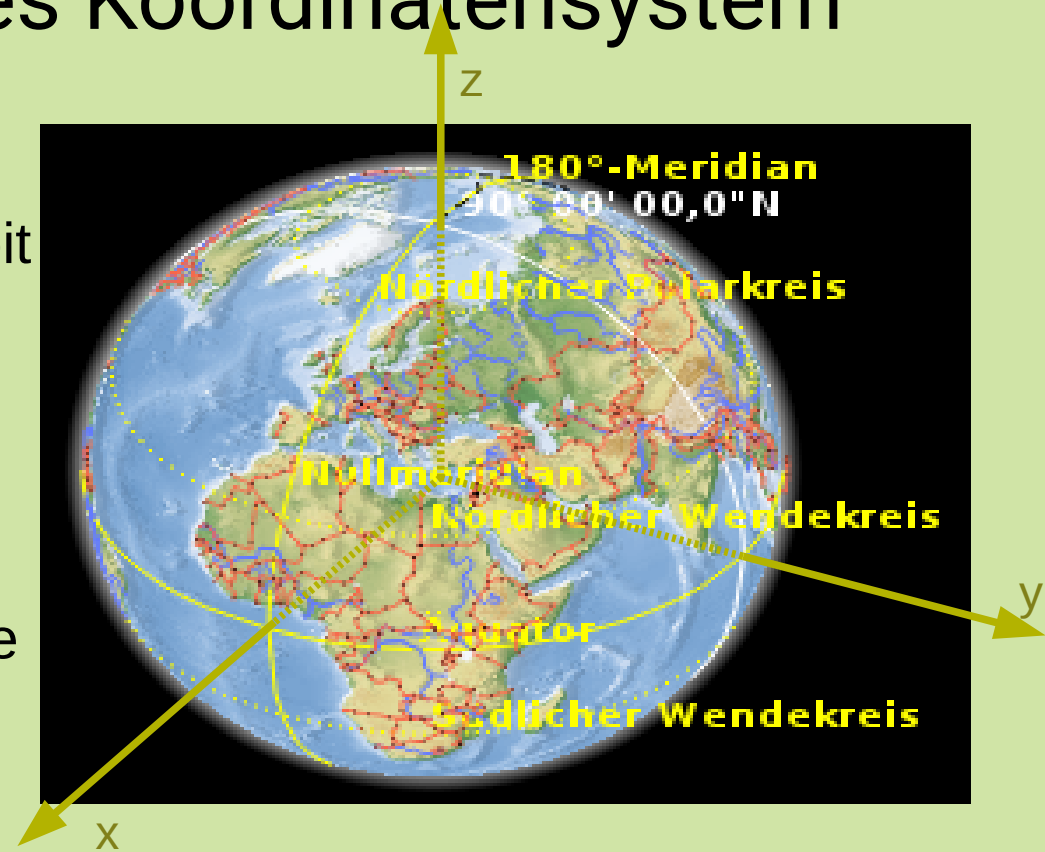 es Koordinatensystem
z
180°-Meridian
90° 00' 00,0"N
it
Nördlicher Polarkreis
Nullmeridian
Nördlicher Wendekreis
y
Äquator
e
Südlicher Wendekreis
x